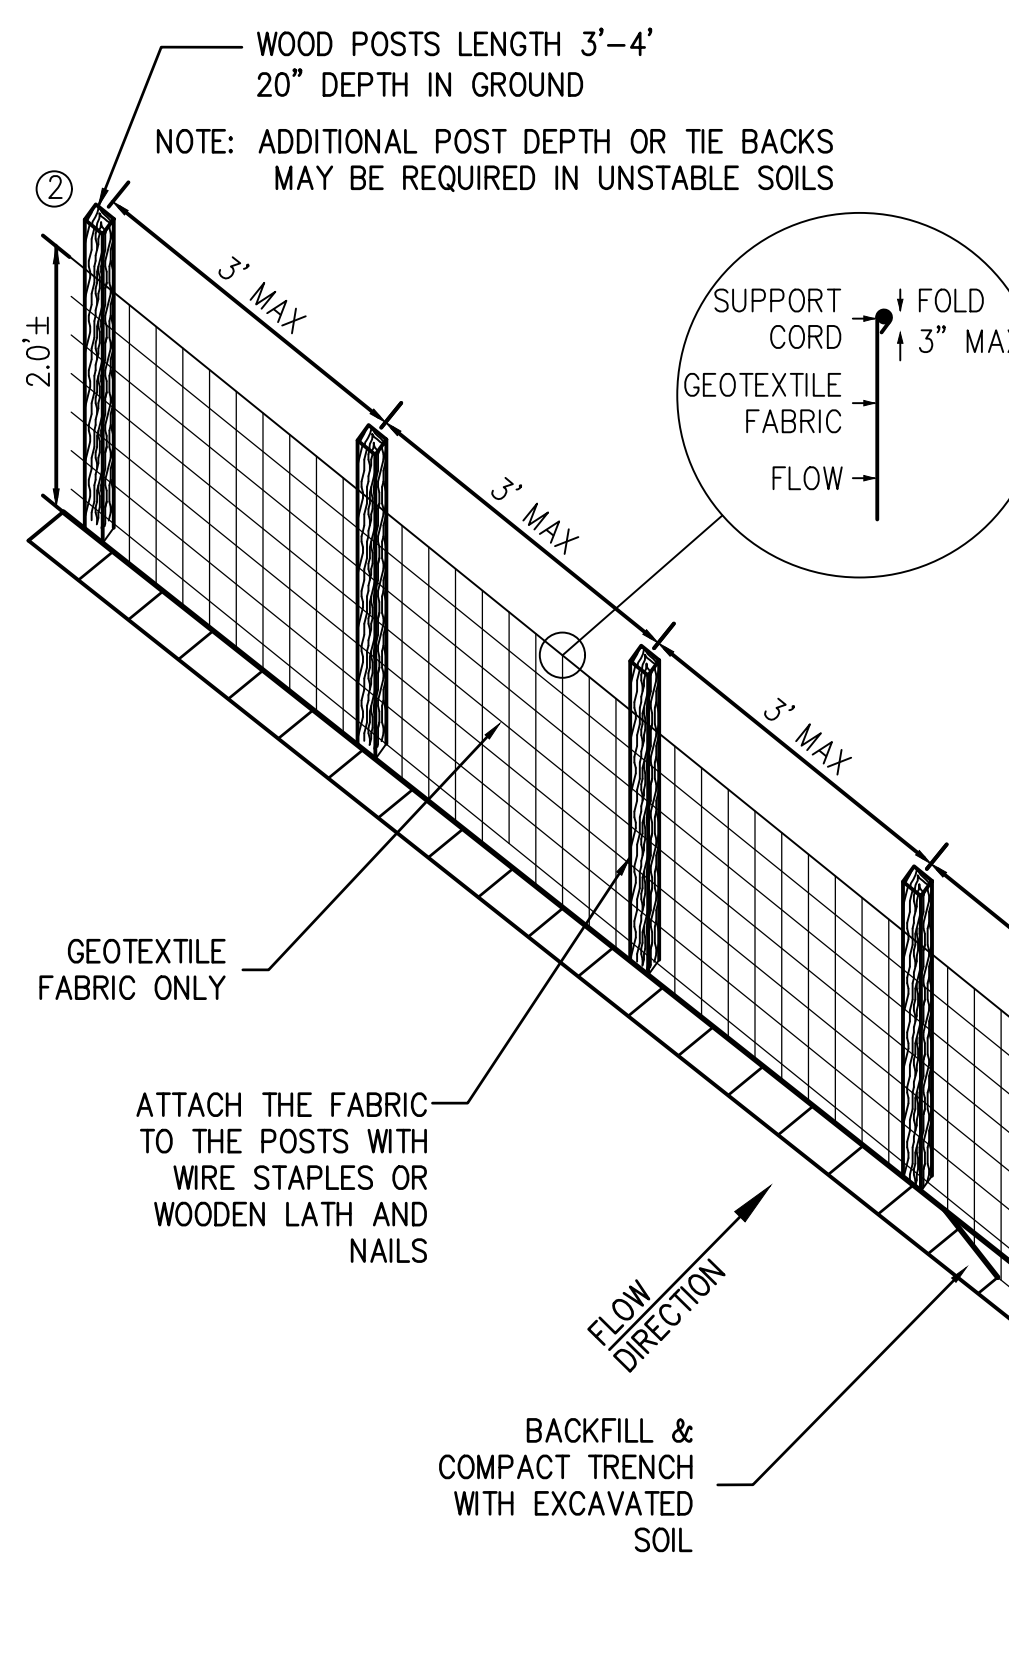 WOOD POSTS LENGTH 3'-4'
20" DEPTH IN GROUND
NOTE: ADDITIONAL POST DEPTH OR TIE BACKS
MAY BE REQUIRED IN UNSTABLE SOILS
2
3' MAX
2.0'±
SUPPORT
CORD
FOLD
3" MAX
GEOTEXTILE
FABRIC
FLOW
3' MAX
3' MAX
GEOTEXTILE
FABRIC ONLY
ATTACH THE FABRIC
TO THE POSTS WITH
WIRE STAPLES OR
WOODEN LATH AND
NAILS
FLOW
DIRECTION
BACKFILL &
COMPACT TRENCH
WITH EXCAVATED
SOIL